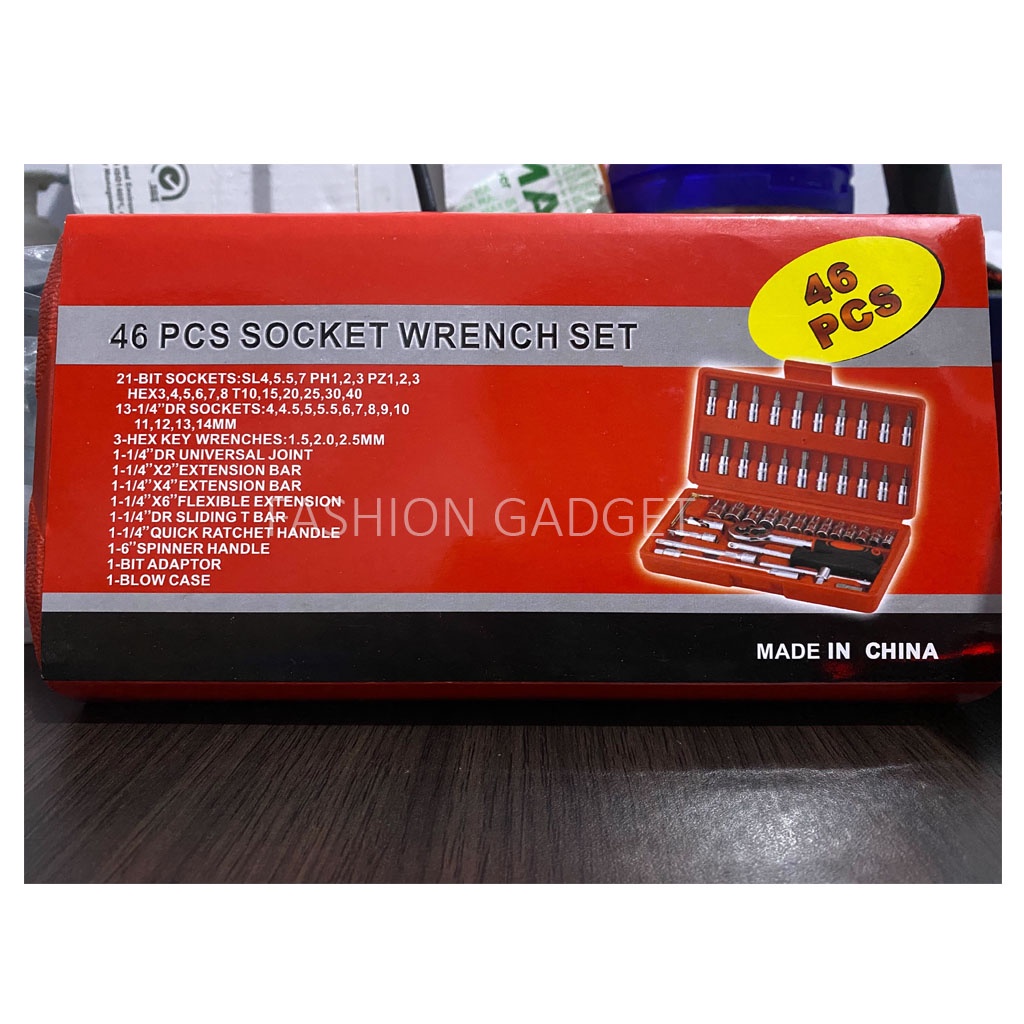 46
PCS
46 PCS SOCKET WRENCH SET
21-BIT SOCKETS:SL4,5.5,7 PH1,2,3 PZ1,2,3
HEX3,4,5,6,7,8 T10,15,20,25,30,40
13-1/4”DR SOCKETS:4,4.5,5,5.5,6,7,8,9,10
11,12,13,14MM
3-HEX KEY WRENCHES:1.5,2.0,2.5MM
1-1/4”DR UNIVERSAL JOINT
1-1/4”X2”EXTENSION BAR
1-1/4”X4”EXTENSION BAR
1-1/4”X6”FLEXIBLE EXTENSION
1-1/4”DR SLIDING T BAR
1-1/4”QUICK RATCHET HANDLE
1-6”SPINNER HANDLE
1-BIT ADAPTOR
1-BLOW CASE
FASHION GADGET
MADE IN CHINA